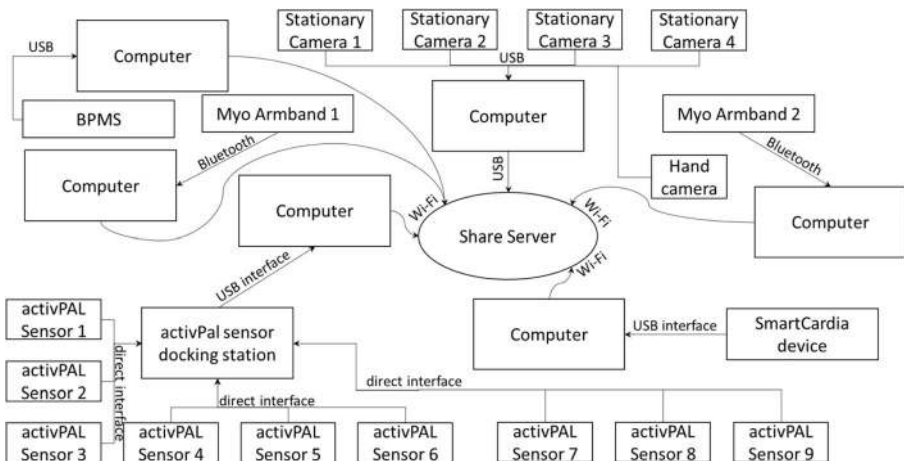 Stationary
Camera 1
Stationary
Camera 2
Stationary
Camera 3
Stationary
Camera 4
USB
Computer
USB
BPMS
Myo Armband 1
Computer
Myo Armband 2
Bluetooth
Computer
Computer
USB
Wi-Fi
Share Server
Hand
camera
Bluetooth
Computer
Wi-Fi
Wi-Fi
USB interface
Computer
USB interface
SmartCardia
device
activPAL
Sensor 1
activPAL
Sensor 2
activPAL
Sensor 3
direct interface
activPal sensor
docking station
direct interface
direct interface
activPAL
Sensor 4
activPAL
Sensor 5
activPAL
Sensor 6
activPAL
Sensor 7
activPAL
Sensor 8
activPAL
Sensor 9